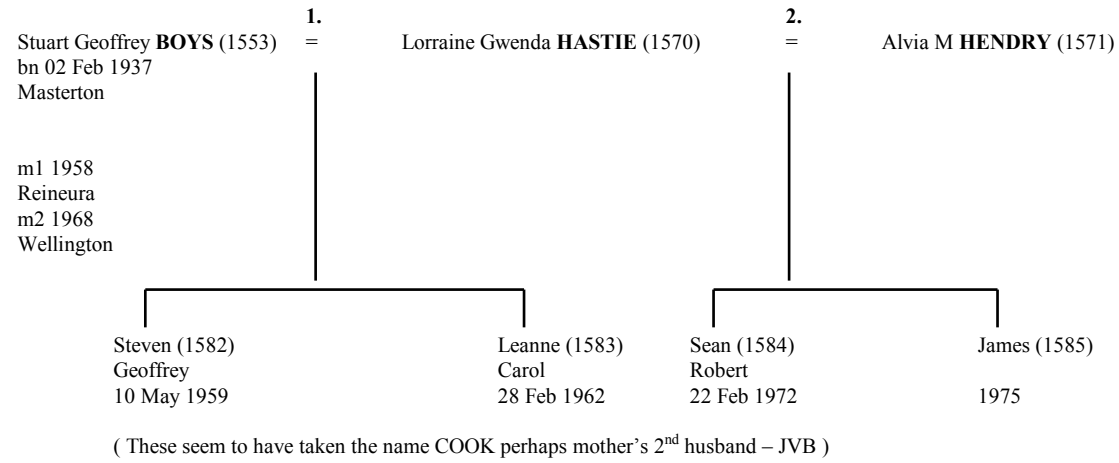 1. 2.
Stuart Geoffrey BOYS (1553) = Lorraine Gwenda HASTIE (1570) = Alvia M HENDRY (1571)
bn 02 Feb 1937
Masterton
m1 1958
Reineura
m2 1968
Wellington
Steven (1582) Leanne (1583) Sean (1584) James (1585)
Geoffrey Carol Robert
10 May 1959 28 Feb 1962 22 Feb 1972 1975
( These seem to have taken the name COOK perhaps mother’s 2nd husband – JVB )